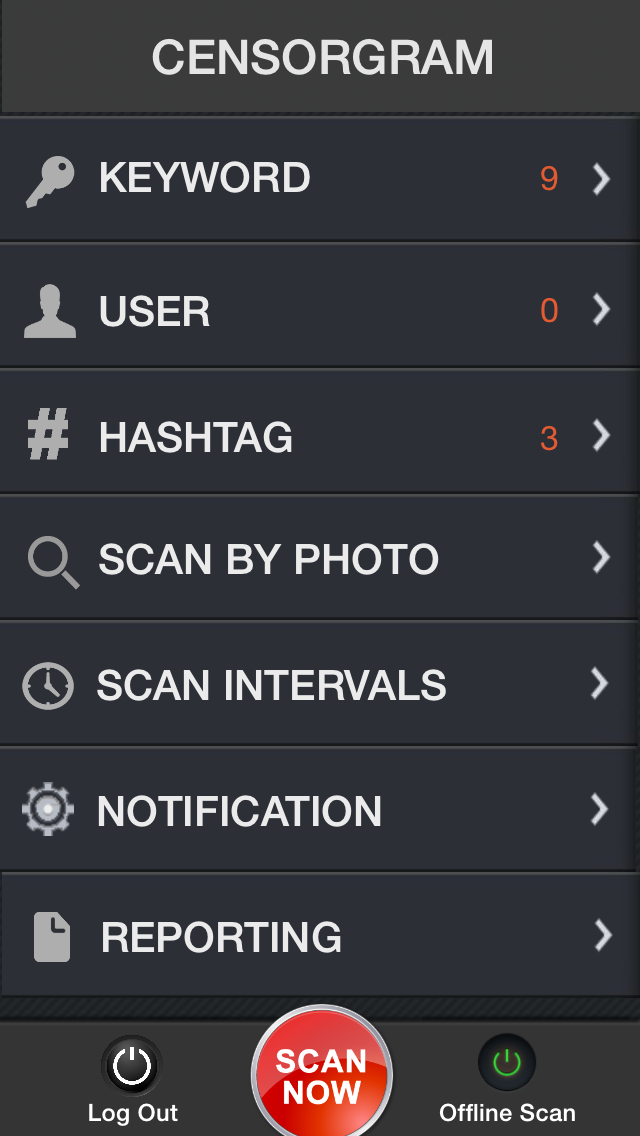 CENSORGRAM
KEYWORD 9
USER 0
# HASHTAG 3
SCAN BY PHOTO
SCAN INTERVALS
NOTIFICATION
REPORTING
SCAN
NOW
Log Out
Offline Scan